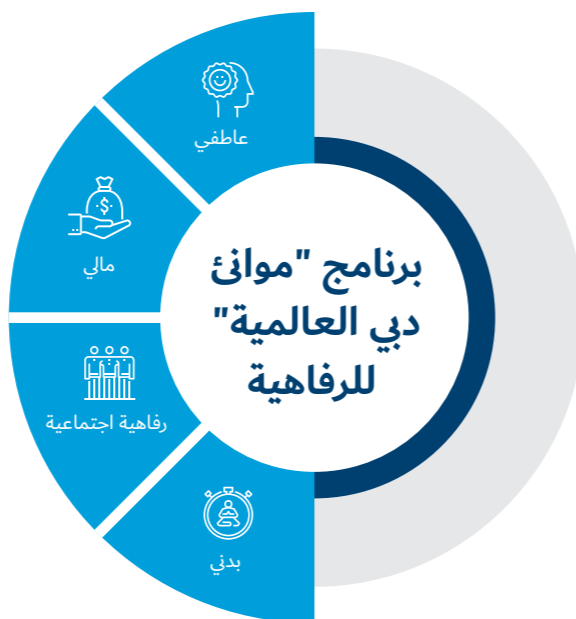 برنامج "موانئ
دبي العالمية"
للرفاهية
عاطفي
مالي
رفاهية اجتماعية
بدني